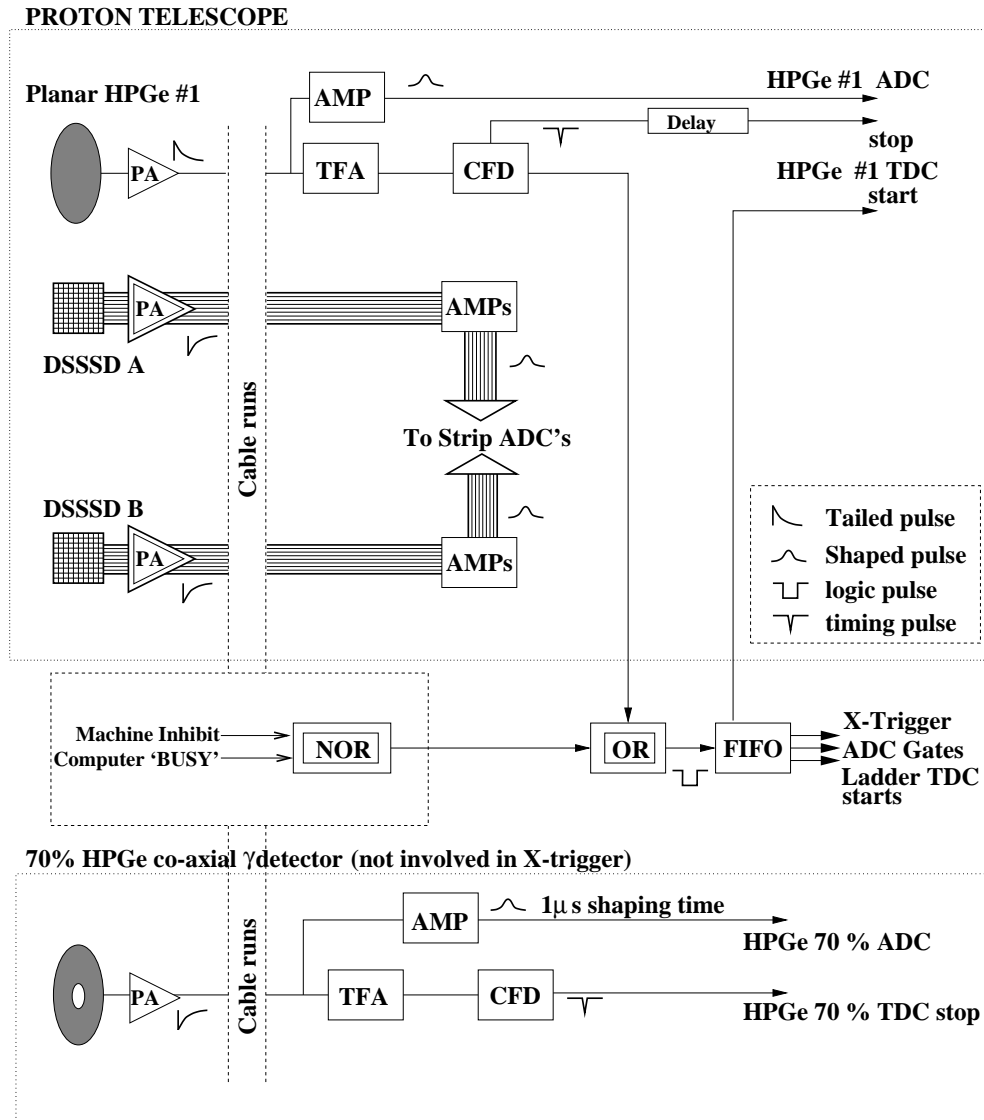 PROTON TELESCOPE
Planar HPGe #1
AMP
HPGe #1 ADC
Delay
stop
PA
TFA
CFD
HPGe #1 TDC
start
PA
AMPs
DSSSD A
Cable runs
To Strip ADC's
DSSSD B
PA
AMPs
Tailed pulse
Shaped pulse
logic pulse
timing pulse
Machine Inhibit
Computer ‘BUSY’
NOR
OR
FIFO
X-Trigger
ADC Gates
Ladder TDC
starts
70% HPGe co-axial γdetector (not involved in X-trigger)
AMP
1μ s shaping time
HPGe 70 % ADC
Cable runs
PA
TFA
CFD
HPGe 70 % TDC stop